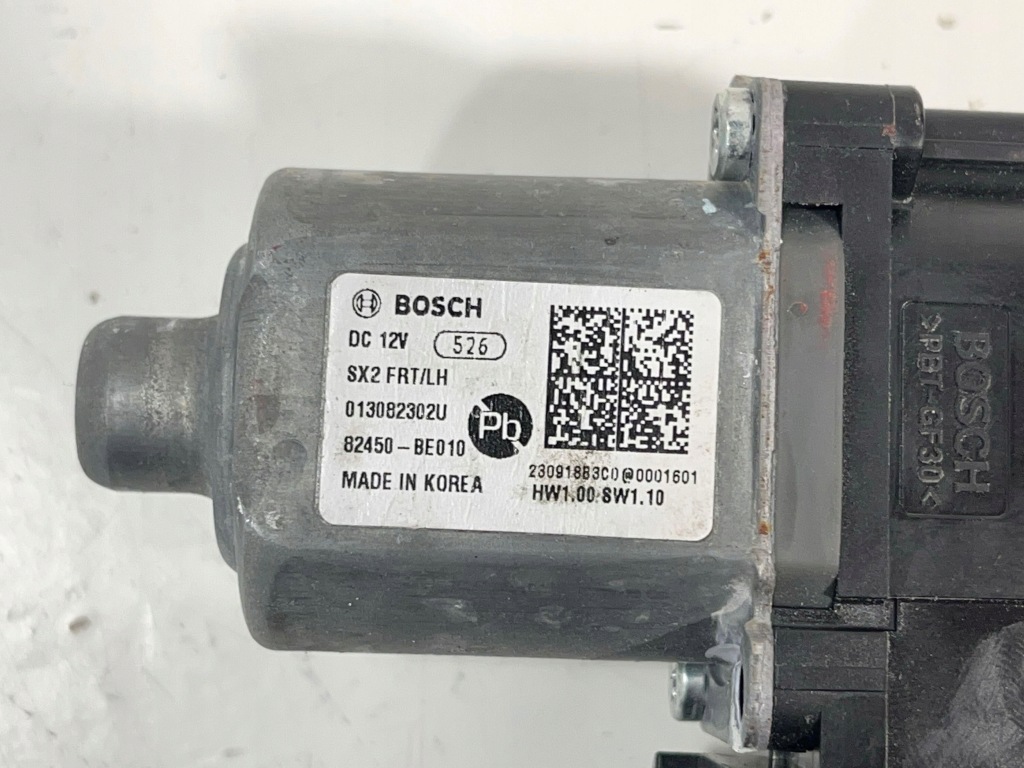 BOSCH
DC 12V 526
SX2 FRT/LH
013082302U
Pb
82450-BE010
MADE IN KOREA
230918B3C0@0001601
HW1.00 SW1.10
BOSCH
>PBT-GF30<